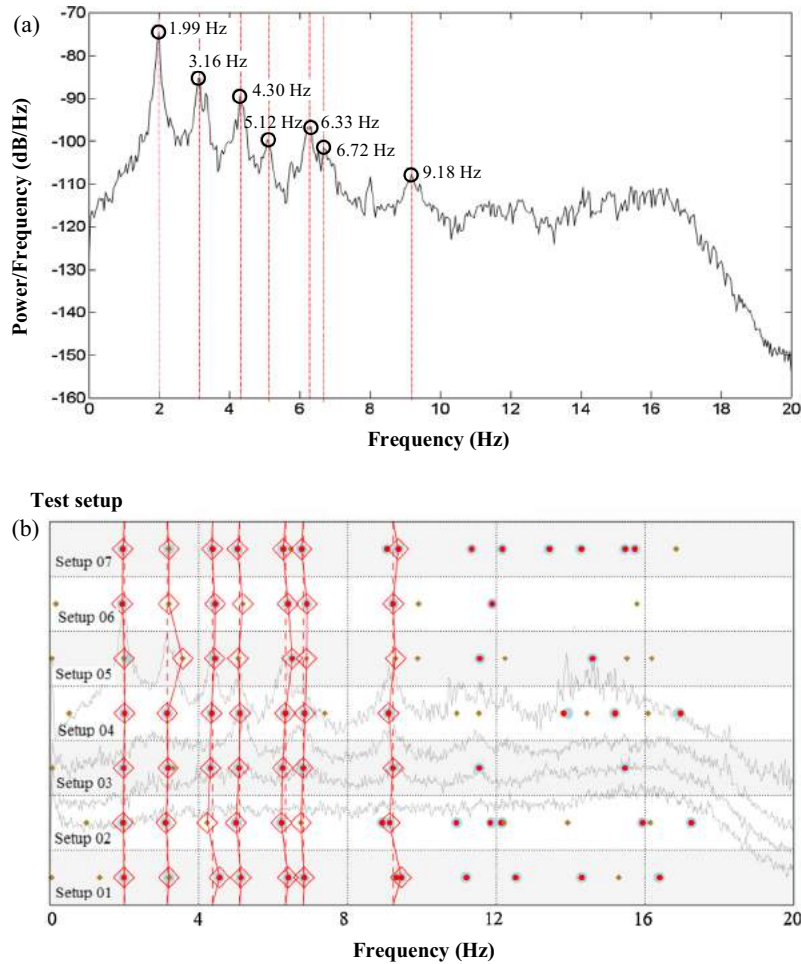 (a)
-70
-80
-90
-100
-110
-120
-130
-140
-150
-160
Power/Frequency (dB/Hz)
1.99 Hz
3.16 Hz
4.30 Hz
5.12 Hz
6.33 Hz
6.72 Hz
9.18 Hz
0 2 4 6 8 10 12 14 16 18 20
Frequency (Hz)
Test setup
(b)
Setup 07
Setup 06
Setup 05
Setup 04
Setup 03
Setup 02
Setup 01
0 4 8 12 16 20
Frequency (Hz)